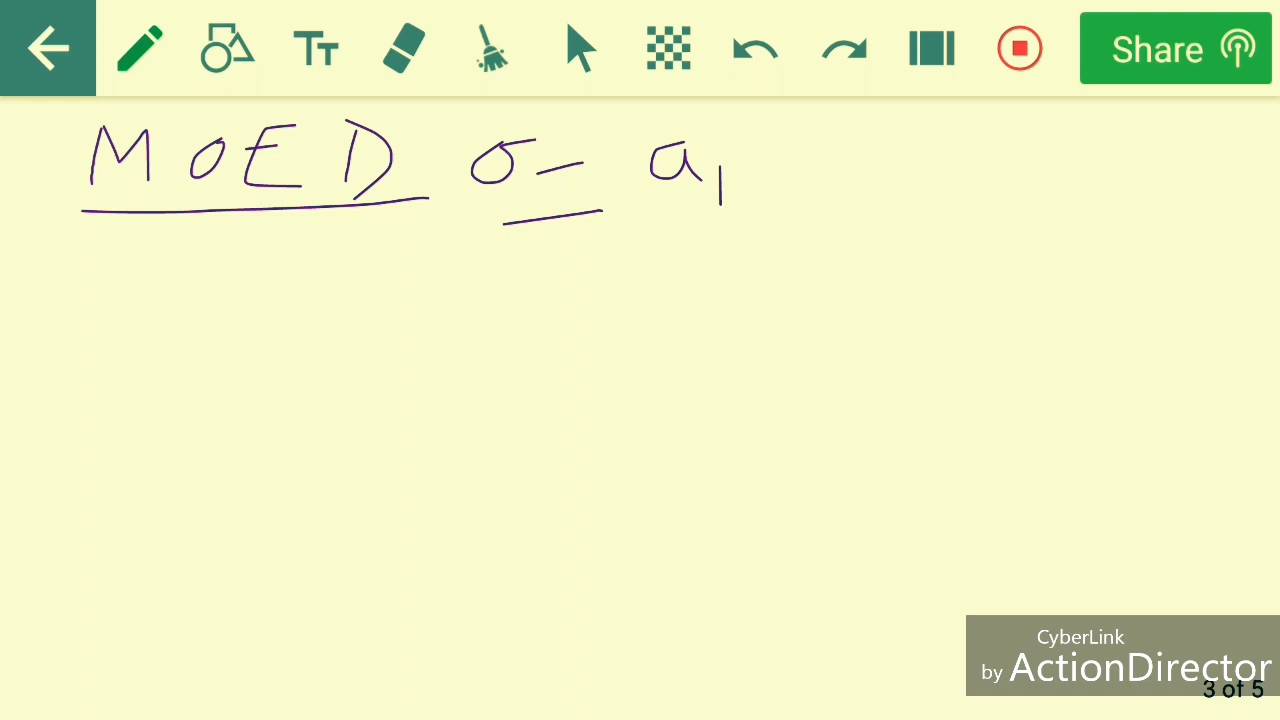 Share
MOED σ- a1
CyberLink
by ActionDirector
3 of 5